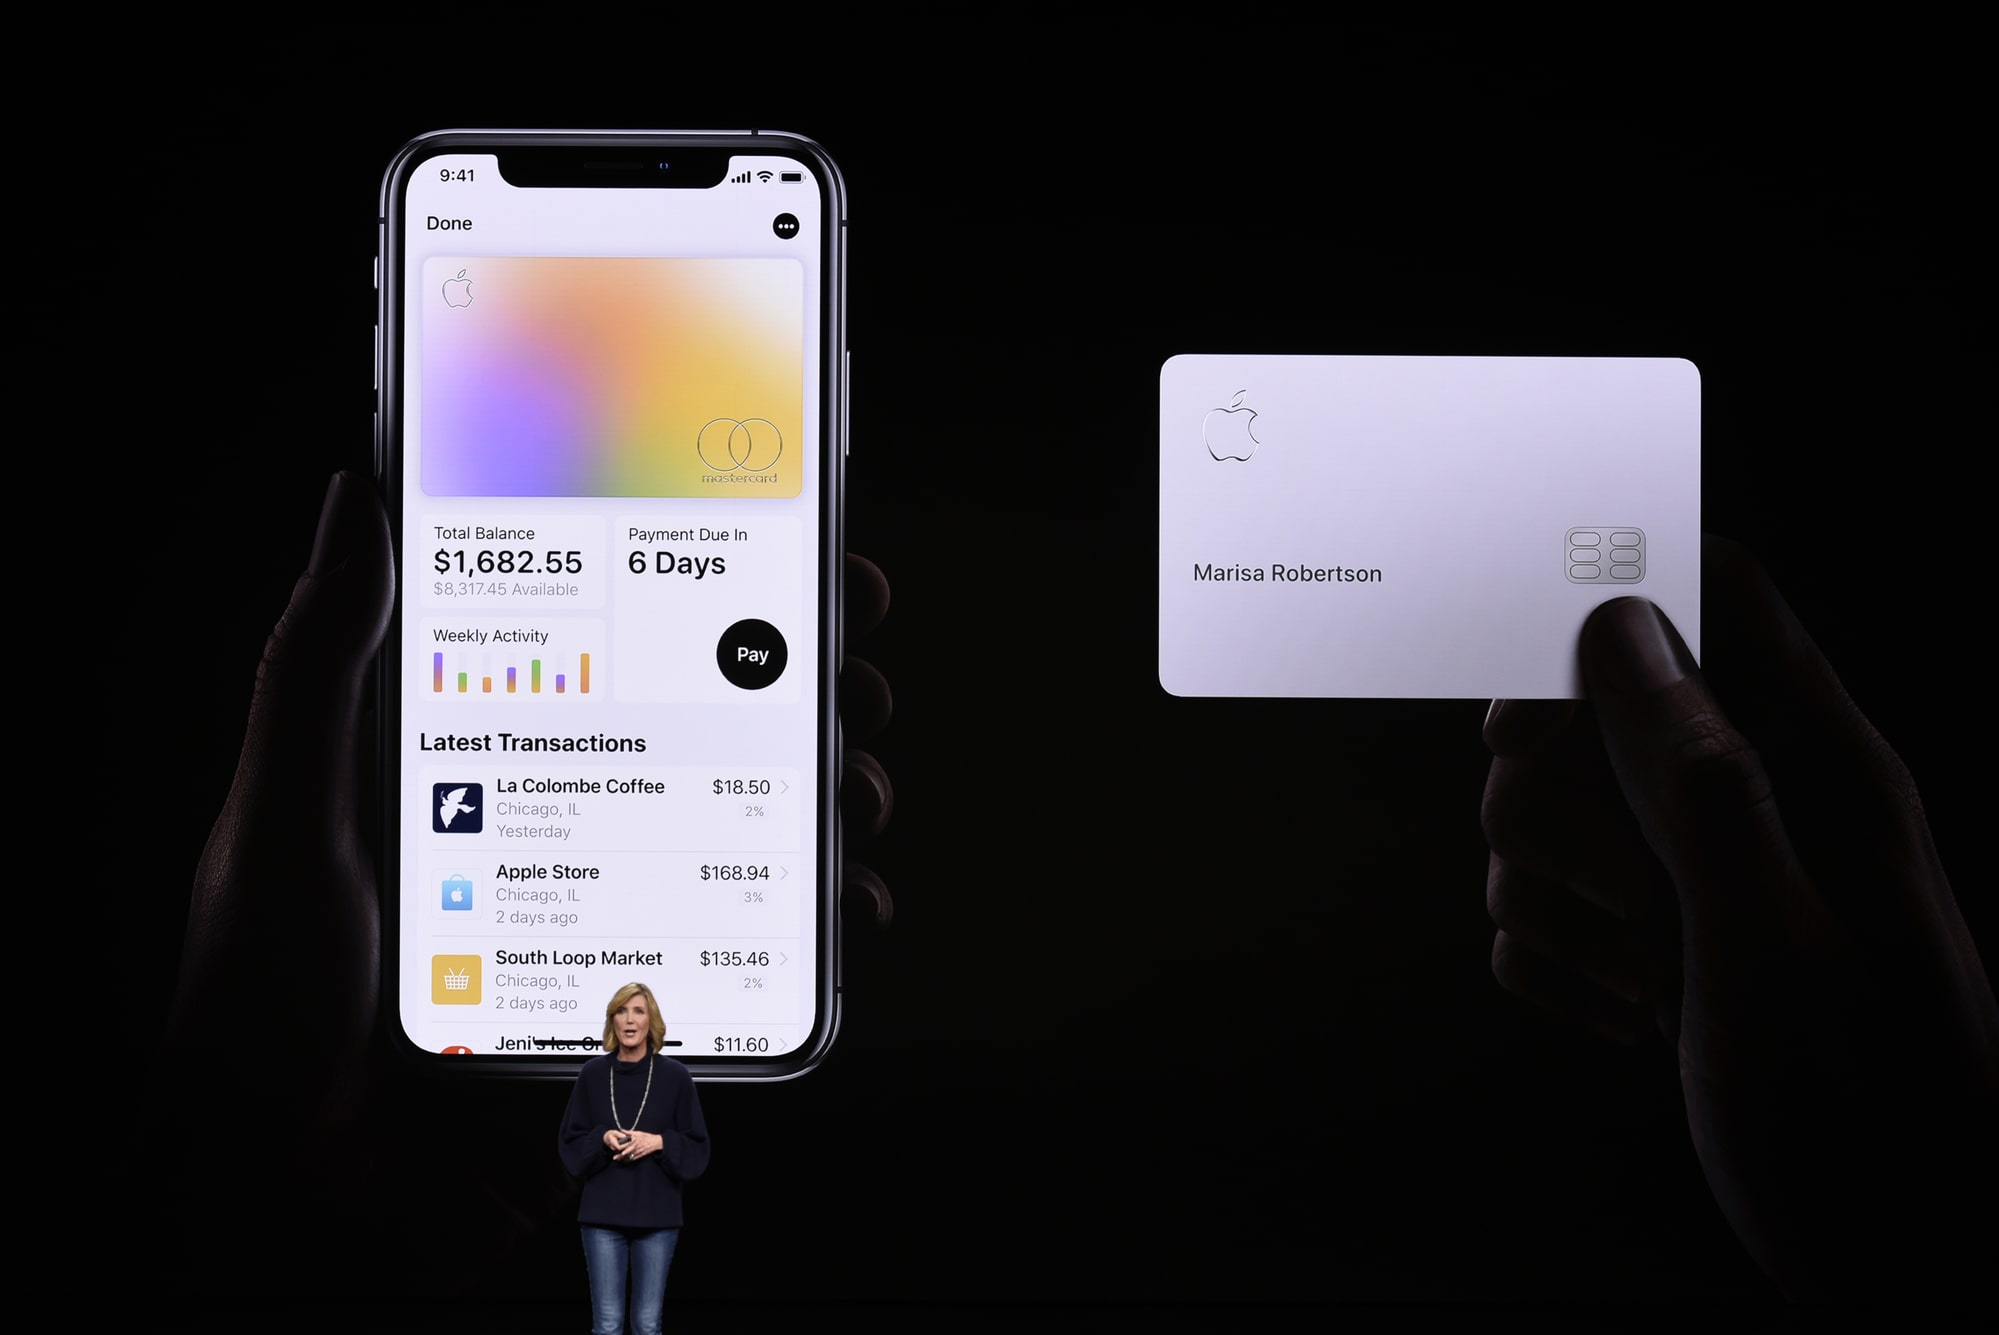 9:41
Done
mastercard
Total Balance
$1,682.55
$8,317.45 Available
Payment Due In
6 Days
Weekly Activity
Pay
Latest Transactions
La Colombe Coffee
$18.50
Chicago, IL
2%
Yesterday
Apple Store
$168.94
Chicago, IL
3%
2 days ago
South Loop Market
$135.46
Chicago, IL
2%
2 days ago
Jeni's Ice
$11.60
Marisa Robertson